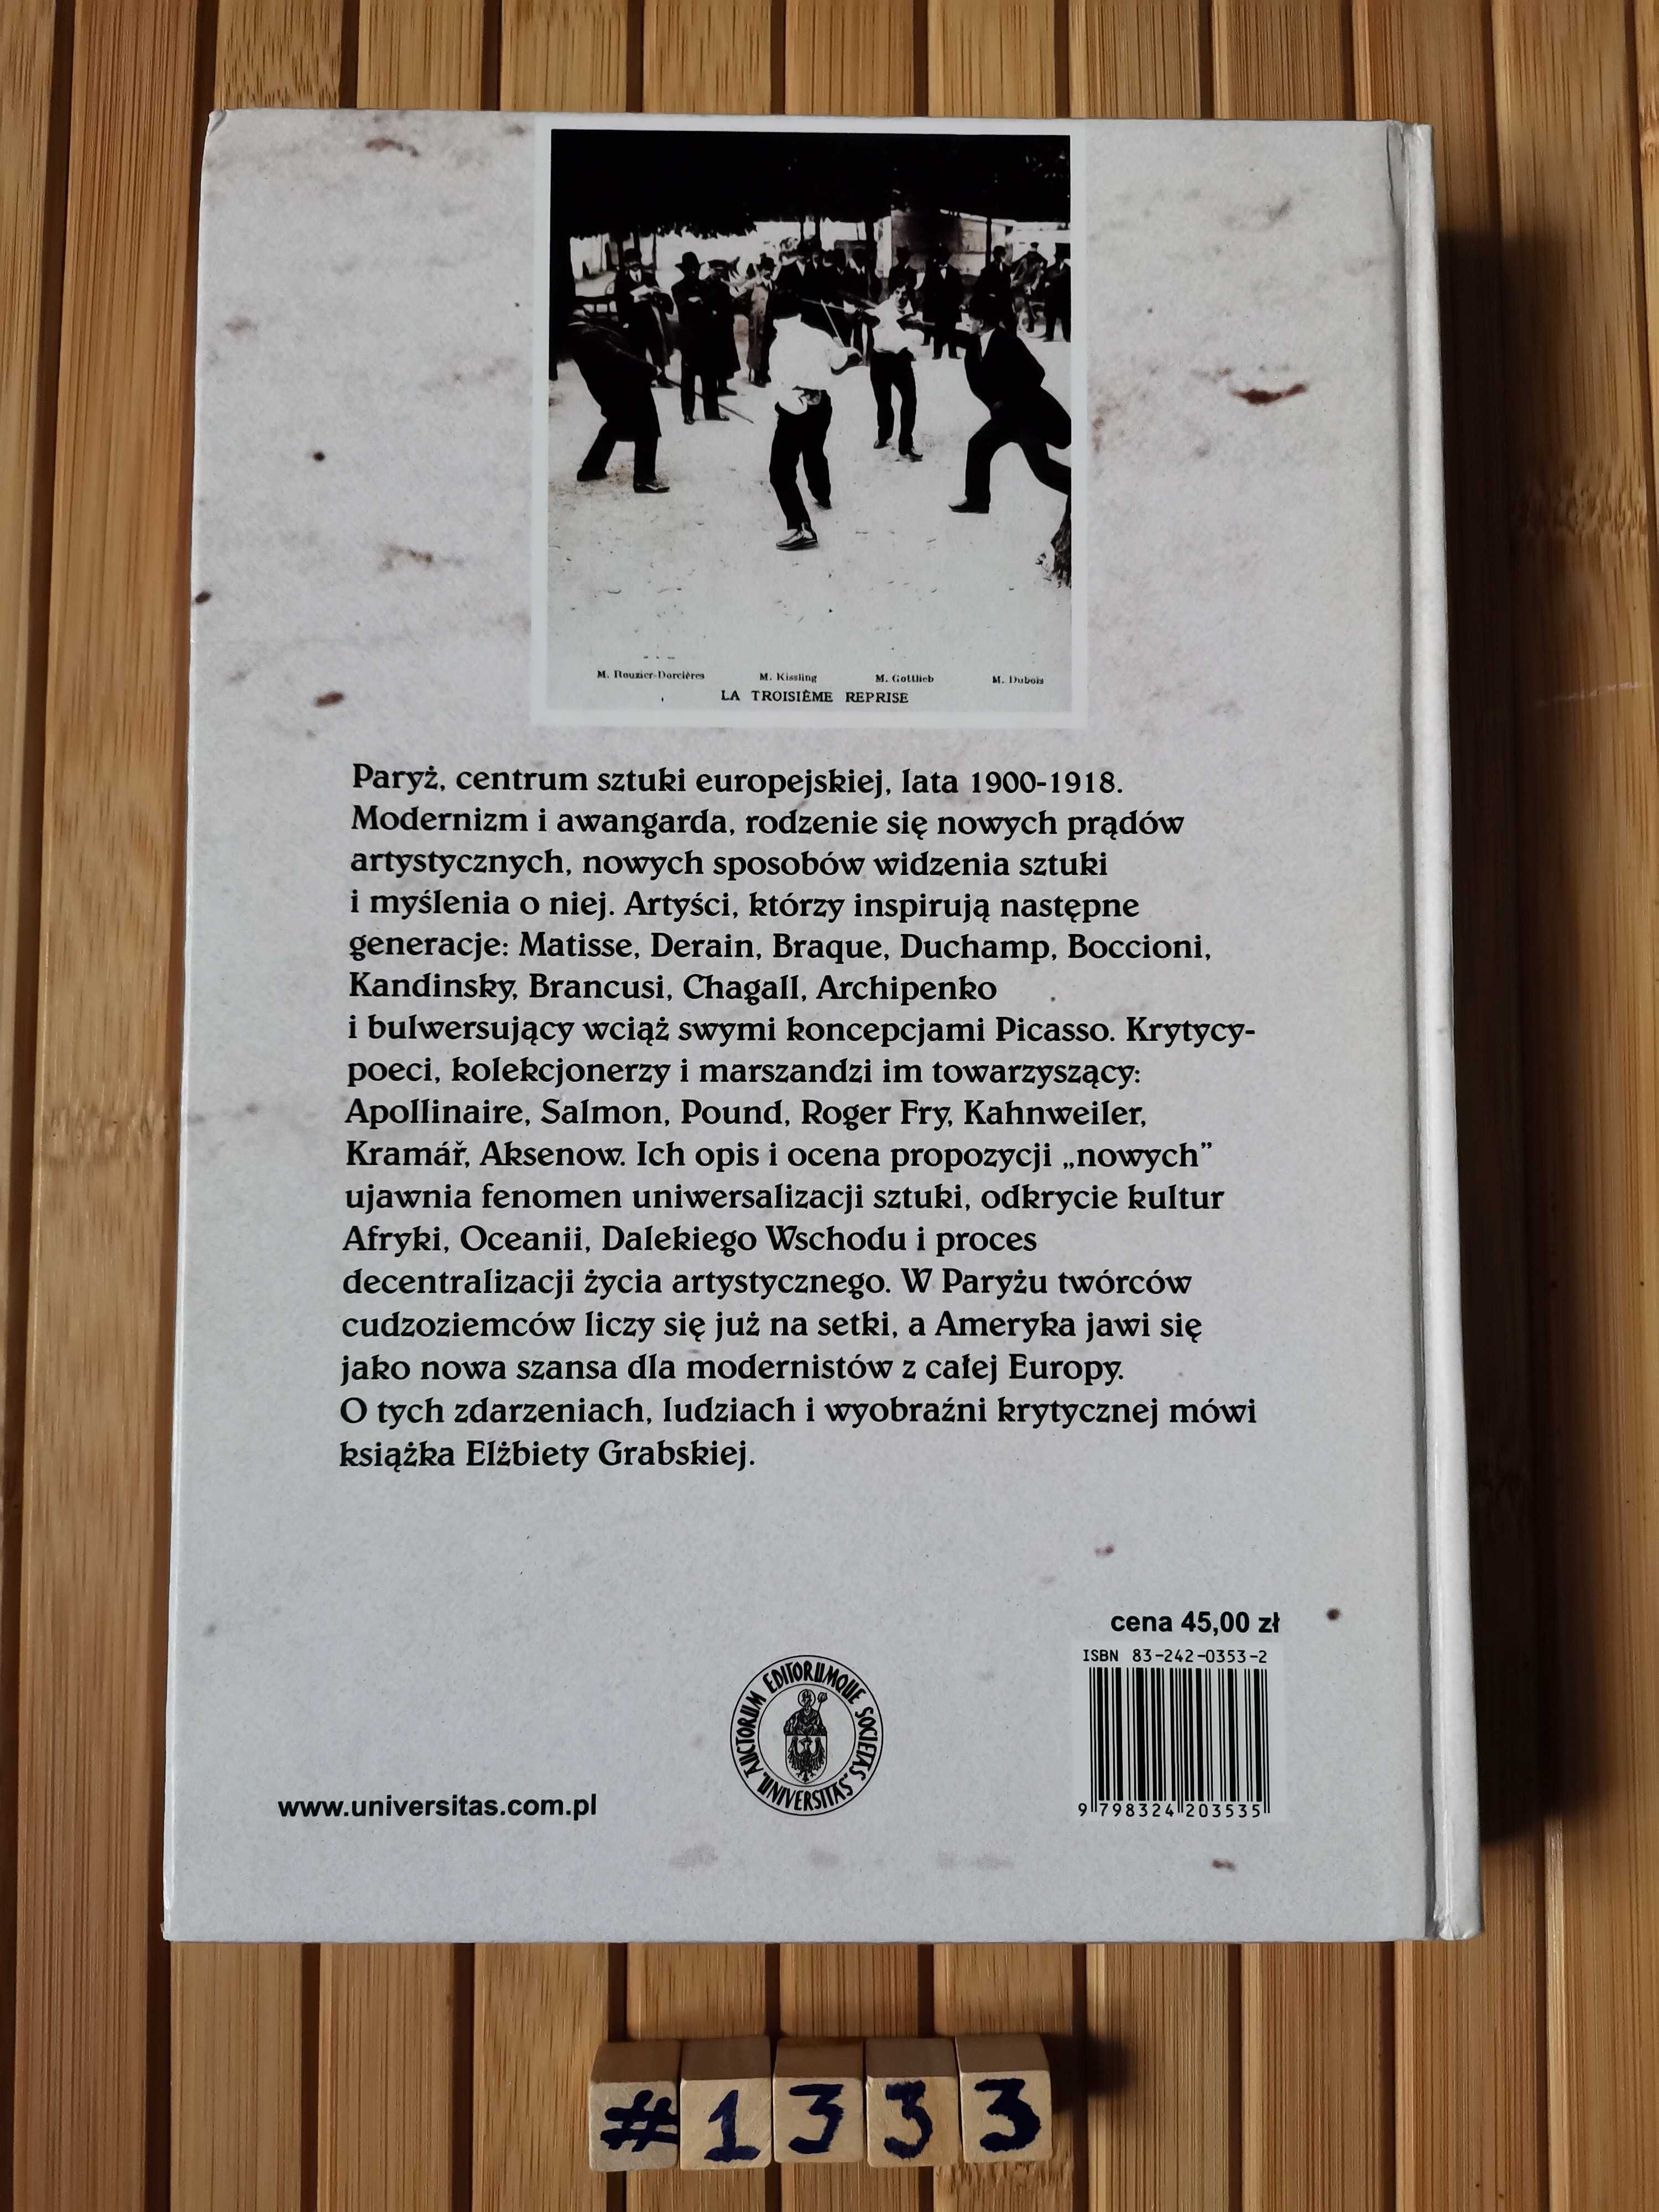 M. Rouzier-Dorcières M. Kissling M. Gottlieb M. Dubois
LA TROISIÈME REPRISE
Paryż, centrum sztuki europejskiej, lata 1900-1918.
Modernizm i awangarda, rodzenie się nowych prądów
artystycznych, nowych sposobów widzenia sztuki
i myślenia o niej. Artyści, którzy inspirują następne
generacje: Matisse, Derain, Braque, Duchamp, Boccioni,
Kandinsky, Brancusi, Chagall, Archipenko
i bulwersujący wciąż swymi koncepcjami Picasso. Krytycy-
poeci, kolekcjonerzy i marszandzi im towarzyszący:
Apollinaire, Salmon, Pound, Roger Fry, Kahnweiler,
Kramář, Aksenow. Ich opis i ocena propozycji „nowych”
ujawnia fenomen uniwersalizacji sztuki, odkrycie kultur
Afryki, Oceanii, Dalekiego Wschodu i proces
decentralizacji życia artystycznego. W Paryżu twórców
cudzoziemców liczy się już na setki, a Ameryka jawi się
jako nowa szansa dla modernistów z całej Europy.
O tych zdarzeniach, ludziach i wyobraźni krytycznej mówi
książka Elżbiety Grabskiej.
cena 45,00 zł
ISBN 83-242-0353-2
9 798324 203535
AUCTORUM EDITORUMQUE SOCIETAS "UNIVERSITAS"
www.universitas.com.pl
#1333